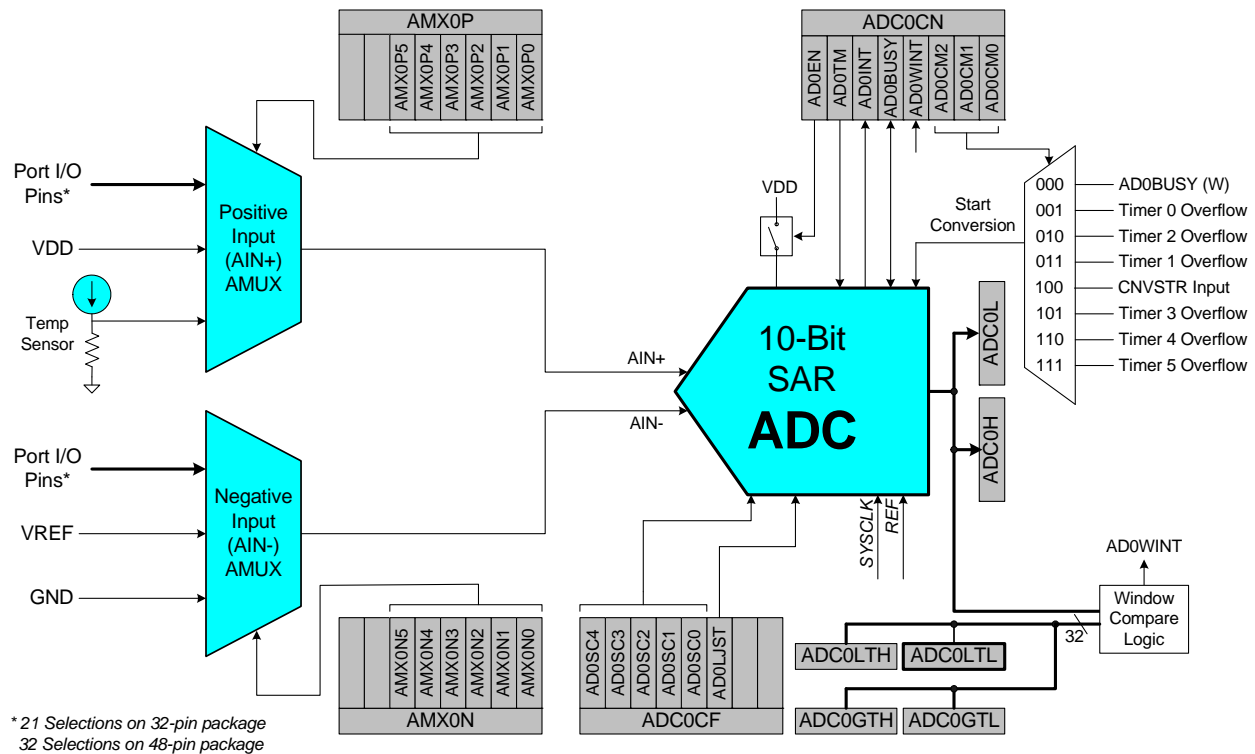 AMX0P
AMX0P5
AMX0P4
AMX0P3
AMX0P2
AMX0P1
AMX0P0
ADC0CN
AD0EN
AD0TM
AD0INT
AD0BUSY
AD0WINT
AD0CM2
AD0CM1
AD0CM0
Port I/O
Pins*
VDD
Temp
Sensor
Positive
Input
(AIN+)
AMUX
VDD
Start
Conversion
000
AD0BUSY (W)
001
Timer 0 Overflow
010
Timer 2 Overflow
011
Timer 1 Overflow
100
CNVSTR Input
101
Timer 3 Overflow
110
Timer 4 Overflow
111
Timer 5 Overflow
AIN+
AIN-
10-Bit
SAR
ADC
ADC0L
ADC0H
Port I/O
Pins*
VREF
GND
Negative
Input
(AIN-)
AMUX
SYSCLK
REF
AD0WINT
Window
Compare
Logic
32
AMX0N5
AMX0N4
AMX0N3
AMX0N2
AMX0N1
AMX0N0
AMX0N
AD0SC4
AD0SC3
AD0SC2
AD0SC1
AD0SC0
AD0LJST
ADC0CF
ADC0LTH
ADC0LTL
ADC0GTH
ADC0GTL
* 21 Selections on 32-pin package
32 Selections on 48-pin package